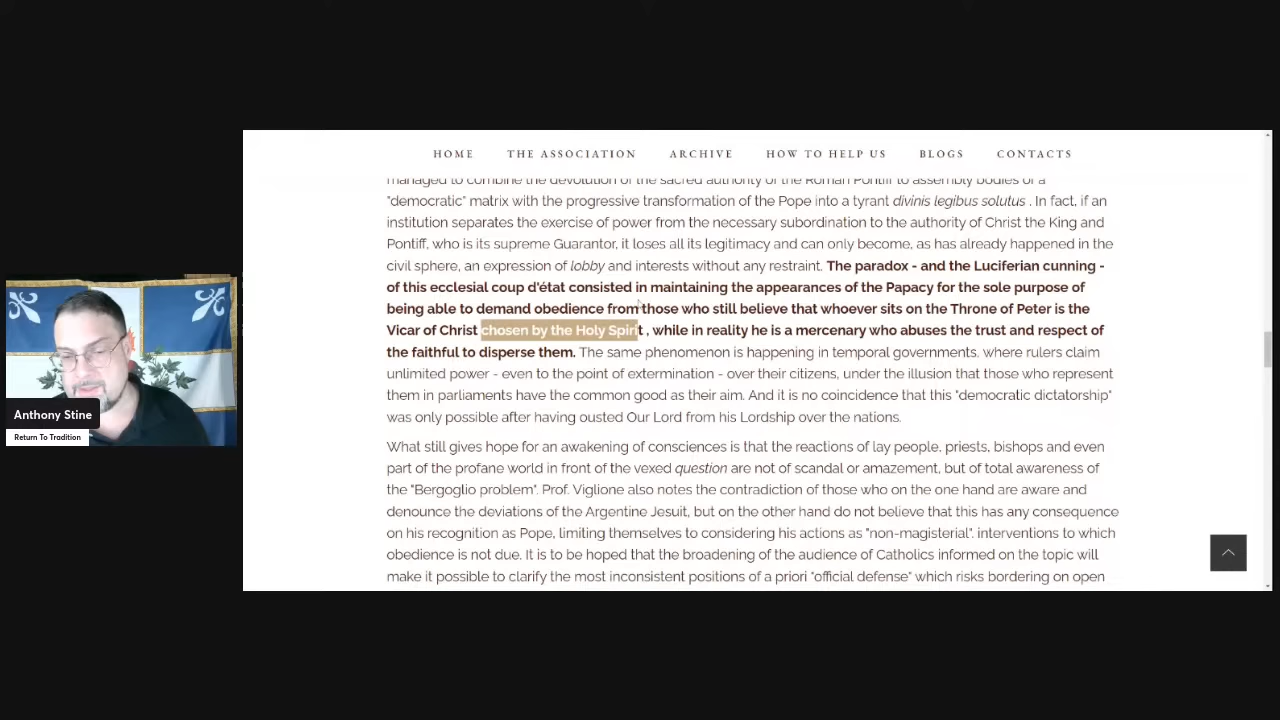 HOME THE ASSOCIATION ARCHIVE HOW TO HELP US BLOGS CONTACTS
managed to combine the devolution of the sacred authority of the Roman Pontiff to assembly bodies of a
"democratic" matrix with the progressive transformation of the Pope into a tyrant divinis legibus solutus . In fact, if an
institution separates the exercise of power from the necessary subordination to the authority of Christ the King and
Pontiff, who is its supreme Guarantor, it loses all its legitimacy and can only become, as has already happened in the
civil sphere, an expression of lobby and interests without any restraint. The paradox - and the Luciferian cunning -
of this ecclesial coup d'état consisted in maintaining the appearances of the Papacy for the sole purpose of
being able to demand obedience from those who still believe that whoever sits on the Throne of Peter is the
Vicar of Christ chosen by the Holy Spirit , while in reality he is a mercenary who abuses the trust and respect of
the faithful to disperse them. The same phenomenon is happening in temporal governments, where rulers claim
unlimited power - even to the point of extermination - over their citizens, under the illusion that those who represent
them in parliaments have the common good as their aim. And it is no coincidence that this "democratic dictatorship"
was only possible after having ousted Our Lord from his Lordship over the nations.
What still gives hope for an awakening of consciences is that the reactions of lay people, priests, bishops and even
part of the profane world in front of the vexed question are not of scandal or amazement, but of total awareness of
the "Bergoglio problem". Prof. Viglione also notes the contradiction of those who on the one hand are aware and
denounce the deviations of the Argentine Jesuit, but on the other hand do not believe that this has any consequence
on his recognition as Pope, limiting themselves to considering his actions as "non-magisterial". interventions to which
obedience is not due. It is to be hoped that the broadening of the audience of Catholics informed on the topic will
make it possible to clarify the most inconsistent positions of a priori "official defense" which risks bordering on open
Anthony Stine
Return To Tradition